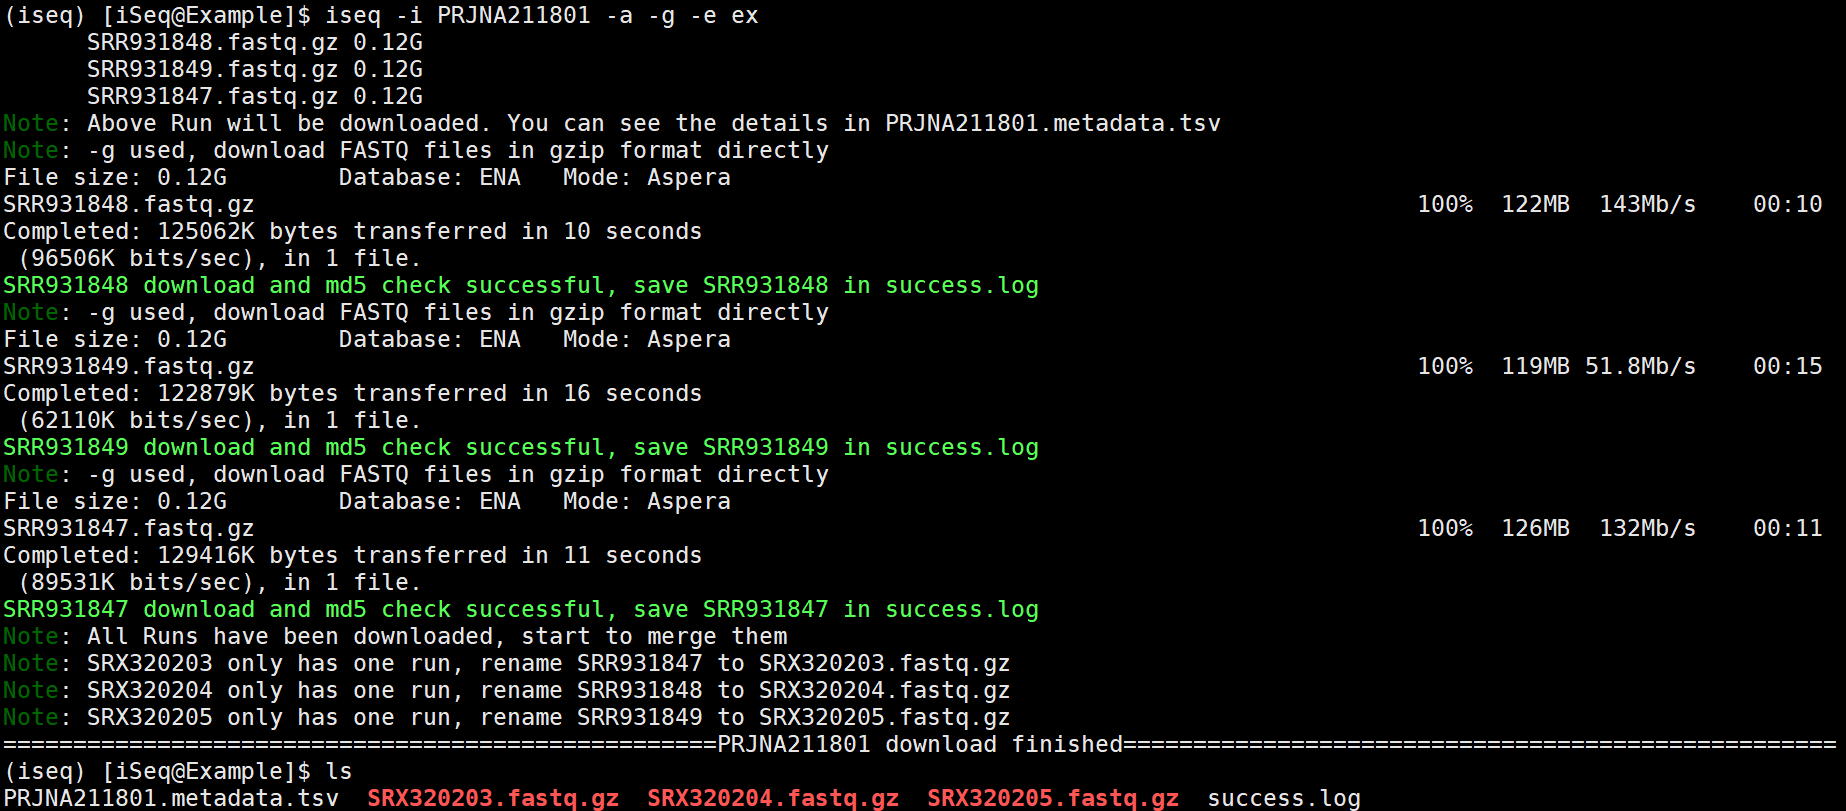 (iseq) [iSeq@Example]$ iseq -i PRJNA211801 -a -g -e ex
      SRR931848.fastq.gz 0.12G
      SRR931849.fastq.gz 0.12G
      SRR931847.fastq.gz 0.12G
Note: Above Run will be downloaded. You can see the details in PRJNA211801.metadata.tsv
Note: -g used, download FASTQ files in gzip format directly
File size: 0.12G        Database: ENA   Mode: Aspera
SRR931848.fastq.gz                                                                                   100%  122MB  143Mb/s    00:10
Completed: 125062K bytes transferred in 10 seconds
 (96506K bits/sec), in 1 file.
SRR931848 download and md5 check successful, save SRR931848 in success.log
Note: -g used, download FASTQ files in gzip format directly
File size: 0.12G        Database: ENA   Mode: Aspera
SRR931849.fastq.gz                                                                                   100%  119MB 51.8Mb/s    00:15
Completed: 122879K bytes transferred in 16 seconds
 (62110K bits/sec), in 1 file.
SRR931849 download and md5 check successful, save SRR931849 in success.log
Note: -g used, download FASTQ files in gzip format directly
File size: 0.12G        Database: ENA   Mode: Aspera
SRR931847.fastq.gz                                                                                   100%  126MB  132Mb/s    00:11
Completed: 129416K bytes transferred in 11 seconds
 (89531K bits/sec), in 1 file.
SRR931847 download and md5 check successful, save SRR931847 in success.log
Note: All Runs have been downloaded, start to merge them
Note: SRX320203 only has one run, rename SRR931847 to SRX320203.fastq.gz
Note: SRX320204 only has one run, rename SRR931848 to SRX320204.fastq.gz
Note: SRX320205 only has one run, rename SRR931849 to SRX320205.fastq.gz
===================================================PRJNA211801 download finished===================================================
(iseq) [iSeq@Example]$ ls
PRJNA211801.metadata.tsv  SRX320203.fastq.gz  SRX320204.fastq.gz  SRX320205.fastq.gz  success.log